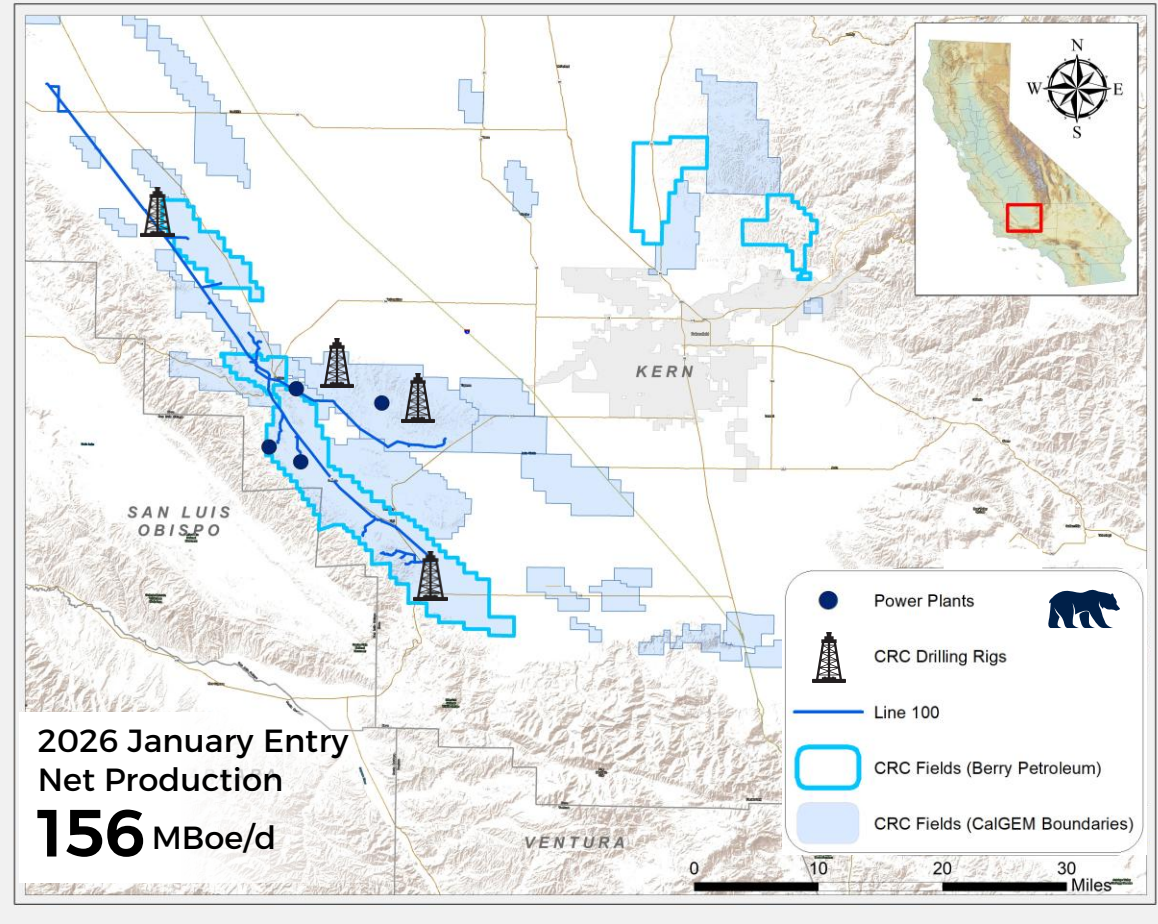 N
W
E
S
KERN
SAN LUIS
OBISPO
Power Plants
CRC Drilling Rigs
Line 100
CRC Fields (Berry Petroleum)
CRC Fields (CalGEM Boundaries)
2026 January Entry
Net Production
156 MBoe/d
VENTURA
0
10
20
30
Miles